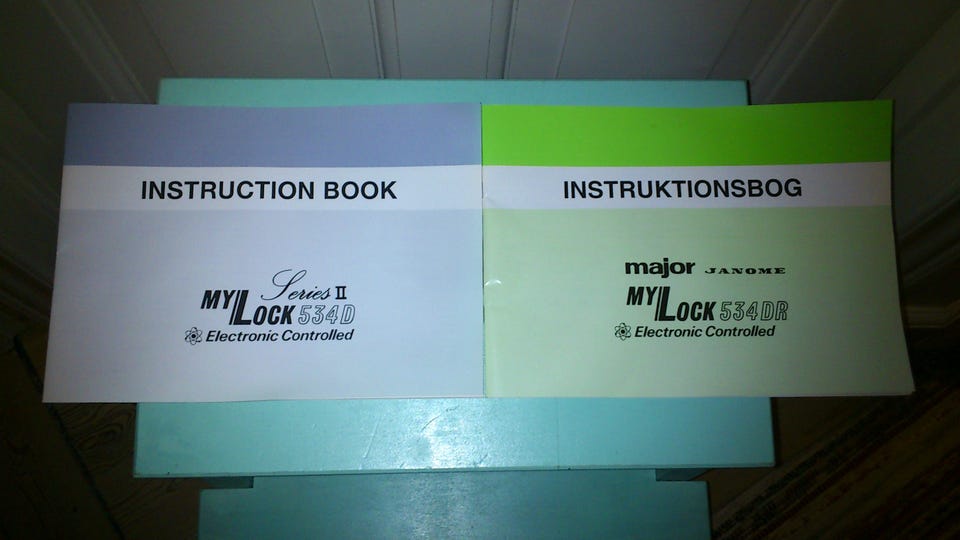 INSTRUCTION BOOK
Series II
MY LOCK 534D
Electronic Controlled
INSTRUKTIONSBOG
major JANOME
MY LOCK 534DR
Electronic Controlled